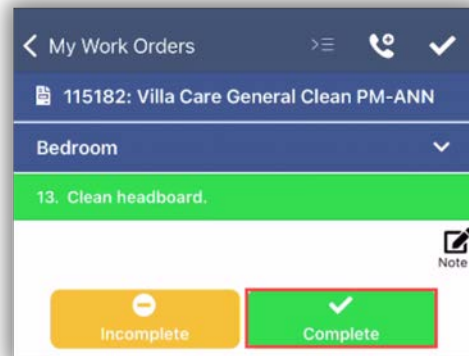 My Work Orders
115182: Villa Care General Clean PM-ANN
Bedroom
13. Clean headboard.
Note
Incomplete
Complete